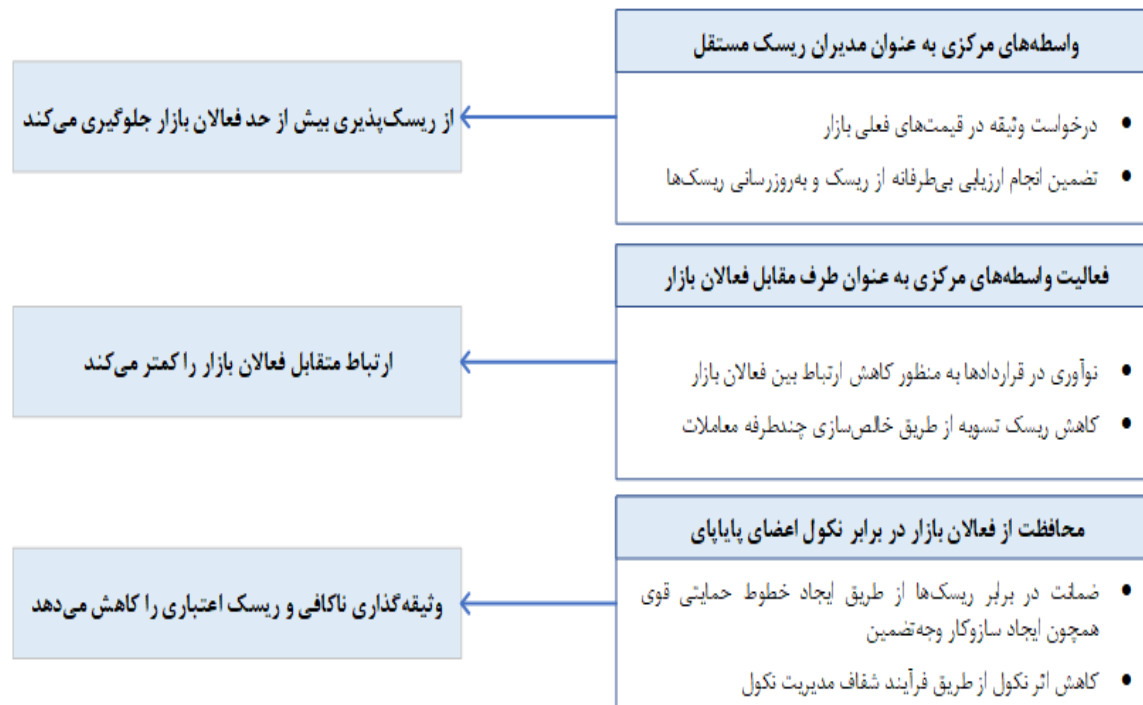 واسطه‌های مرکزی به عنوان مدیران ریسک مستقل
• درخواست وثیقه در قیمت‌های فعلی بازار
• تضمین انجام ارزیابی بی‌طرفانه از ریسک و به‌روزرسانی ریسک‌ها
از ریسک‌پذیری بیش از حد فعالان بازار جلوگیری می‌کند
فعالیت واسطه‌های مرکزی به عنوان طرف مقابل فعالان بازار
• نوآوری در قراردادها به منظور کاهش ارتباط بین فعالان بازار
• کاهش ریسک تسویه از طریق خالص‌سازی چندطرفه معاملات
ارتباط متقابل فعالان بازار را کمتر می‌کند
محافظت از فعالان بازار در برابر نکول اعضای پایاپای
• ضمانت در برابر ریسک‌ها از طریق ایجاد خطوط حمایتی قوی
همچون ایجاد سازوکار وجه‌تضمین
• کاهش اثر نکول از طریق فرآیند شفاف مدیریت نکول
وثیقه‌گذاری ناکافی و ریسک اعتباری را کاهش می‌دهد